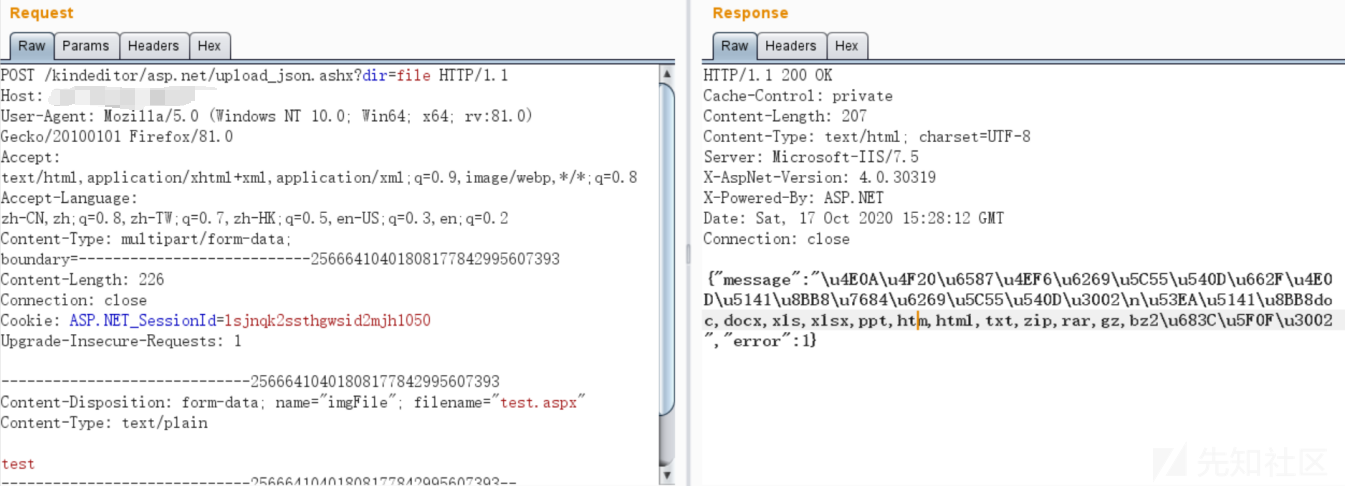 Request
Raw Params Headers Hex
POST /kindeditor/asp.net/upload_json.ashx?dir=file HTTP/1.1
Host:
User-Agent: Mozilla/5.0 (Windows NT 10.0; Win64; x64; rv:81.0)
Gecko/20100101 Firefox/81.0
Accept:
text/html,application/xhtml+xml,application/xml;q=0.9,image/webp,*/*;q=0.8
Accept-Language:
zh-CN,zh;q=0.8,zh-TW;q=0.7,zh-HK;q=0.5,en-US;q=0.3,en;q=0.2
Content-Type: multipart/form-data;
boundary=---------------------------25666410401808177842995607393
Content-Length: 226
Connection: close
Cookie: ASP.NET_SessionId=lsjnqk2ssthgwsid2mjhl050
Upgrade-Insecure-Requests: 1
-----------------------------25666410401808177842995607393
Content-Disposition: form-data; name="imgFile"; filename="test.aspx"
Content-Type: text/plain
test
-----------------------------25666410401808177842995607393--
Response
Raw Headers Hex
HTTP/1.1 200 OK
Cache-Control: private
Content-Length: 207
Content-Type: text/html; charset=UTF-8
Server: Microsoft-IIS/7.5
X-AspNet-Version: 4.0.30319
X-Powered-By: ASP.NET
Date: Sat, 17 Oct 2020 15:28:12 GMT
Connection: close
{"message":"\u4E0A\u4F20\u6587\u4EF6\u6269\u5C55\u540D\u662F\u4E0
D\u5141\u8BB8\u7684\u6269\u5C55\u540D\u3002\n\u53EA\u5141\u8BB8do
c,docx,xls,xlsx,ppt,htm,html,txt,zip,rar,gz,bz2\u683C\u5F0F\u3002
","error":1}
先知社区